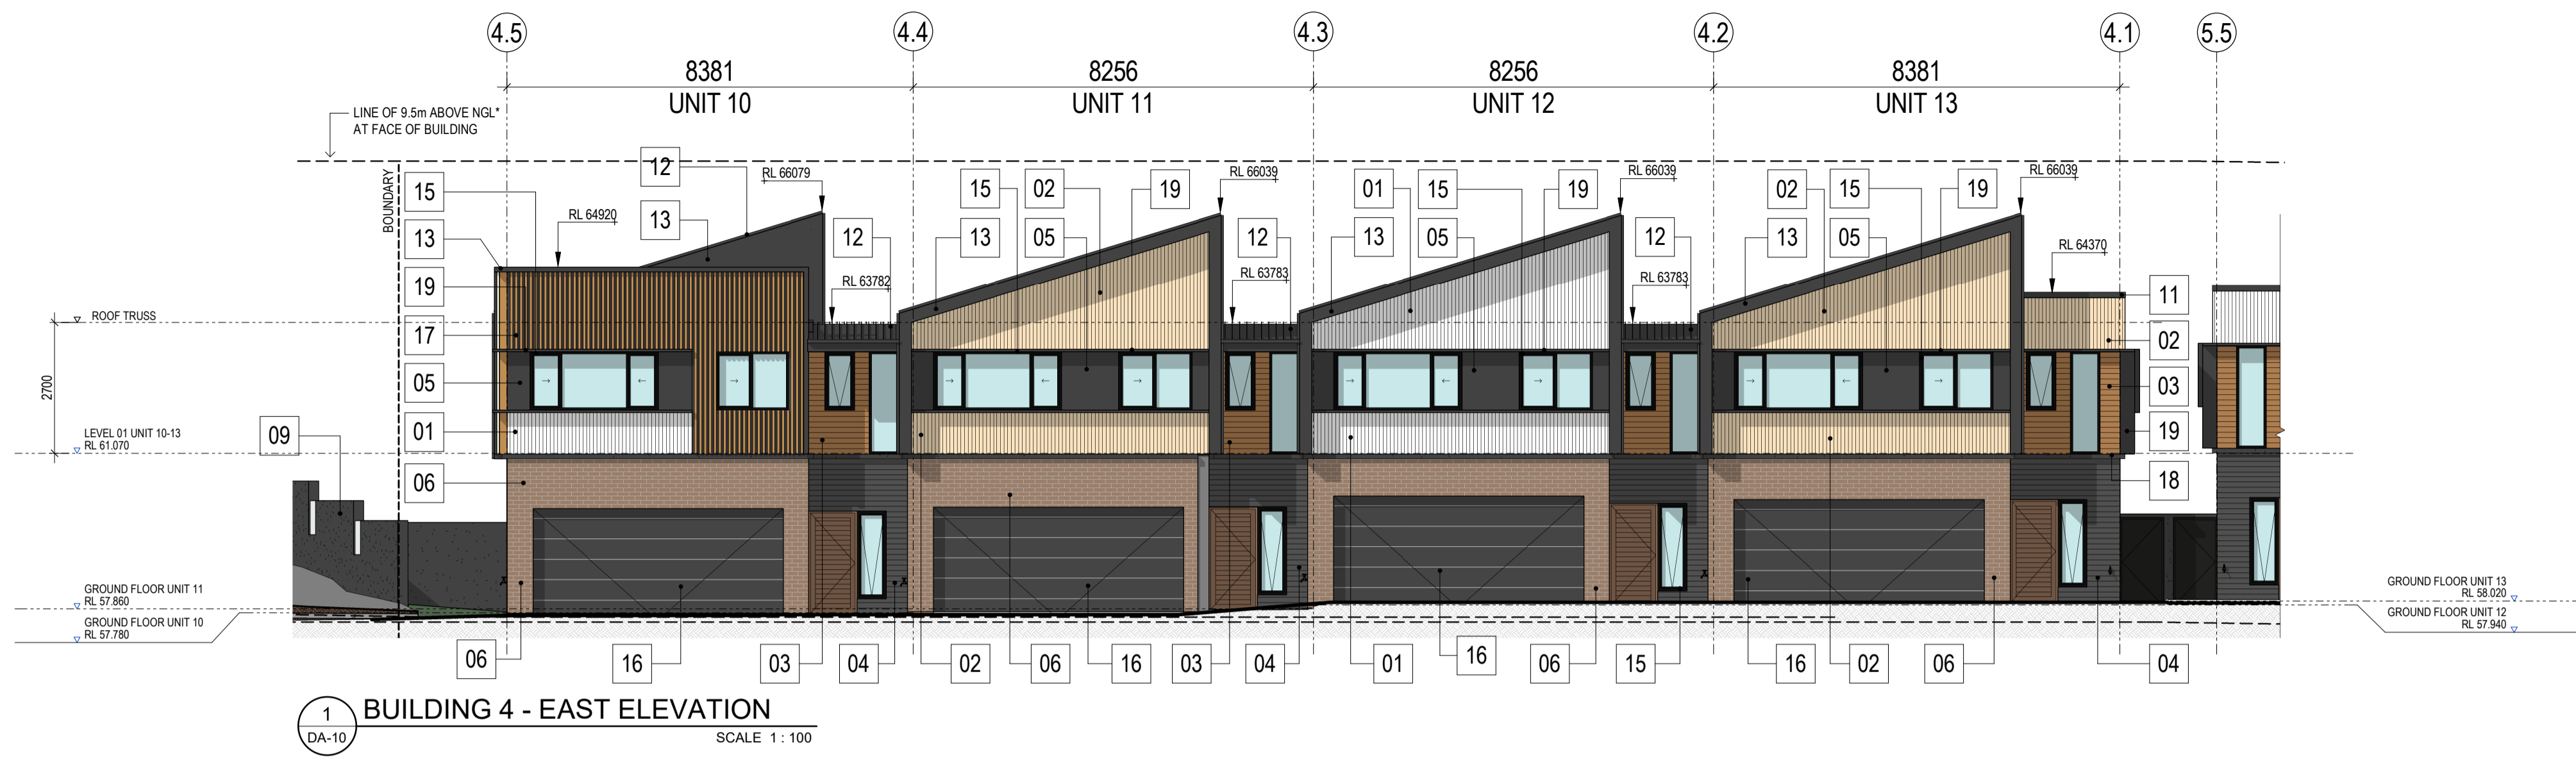 4.5 4.4 4.3 4.2 4.1 5.5
8381 8256 8256 8381
UNIT 10 UNIT 11 UNIT 12 UNIT 13
LINE OF 9.5m ABOVE NGL*
AT FACE OF BUILDING
BOUNDARY
12
RL 66079 RL 66039 RL 66039 RL 66039
15 15 02 19 01 15 19 02 15 19
RL 64920
13 13 12 13 05 12 13 05 12 13 05
RL 64370
19
RL 63782 RL 63783 RL 63783
11
ROOF TRUSS
17 02
2700
05 03
01
LEVEL 01 UNIT 10-13
RL 61.070
09 19
06 18
GROUND FLOOR UNIT 11
RL 57.860
GROUND FLOOR UNIT 10
RL 57.780
GROUND FLOOR UNIT 13
RL 58.020
GROUND FLOOR UNIT 12
RL 57.940
06 16 03 04 02 06 16 03 04 01 16 06 15 16 02 06 04
1
DA-10
BUILDING 4 - EAST ELEVATION
SCALE 1 : 100